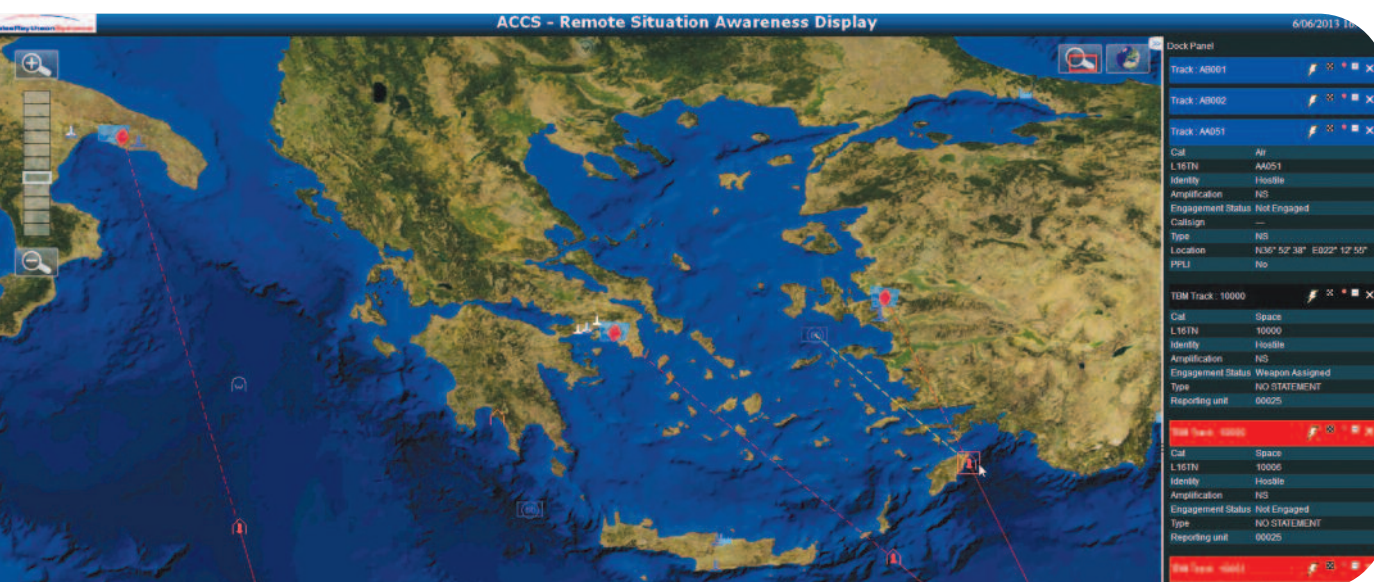 ACCS - Remote Situation Awareness Display
6/06/2013
Dock Panel
Track : AB001
Track : AB002
Track : AA051
Cat Air
L16TN AA051
Identity Hostile
Amplification NS
Engagement Status Not Engaged
Callsign ---
Type NS
Location N36° 52' 38" E022° 12' 55"
PPLI No
TBM Track : 10000
Cat Space
L16TN 10000
Identity Hostile
Amplification NS
Engagement Status Weapon Assigned
Type NO STATEMENT
Reporting unit 00025
TBM Track :
Cat Space
L16TN 10006
Identity Hostile
Amplification NS
Engagement Status Not Engaged
Type NO STATEMENT
Reporting unit 00025
TBM Track :